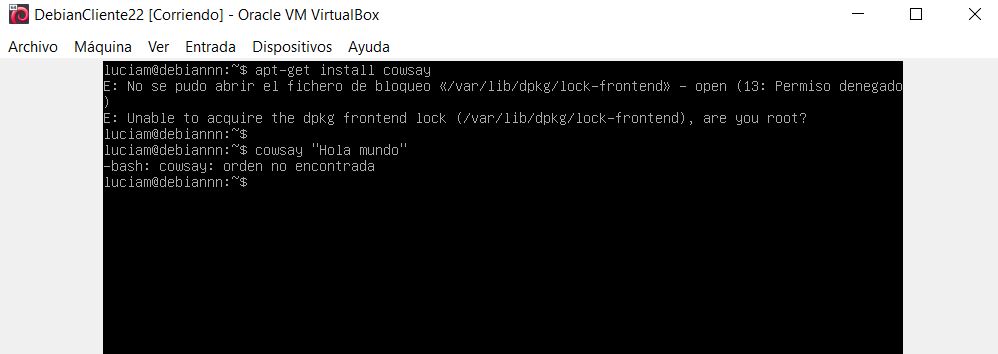 DebianCliente22 [Corriendo] - Oracle VM VirtualBox
Archivo Máquina Ver Entrada Dispositivos Ayuda
luciam@debiannn:~$ apt-get install cowsay
E: No se pudo abrir el fichero de bloqueo «/var/lib/dpkg/lock-frontend» - open (13: Permiso denegado
)
E: Unable to acquire the dpkg frontend lock (/var/lib/dpkg/lock-frontend), are you root?
luciam@debiannn:~$
luciam@debiannn:~$ cowsay "Hola mundo"
-bash: cowsay: orden no encontrada
luciam@debiannn:~$